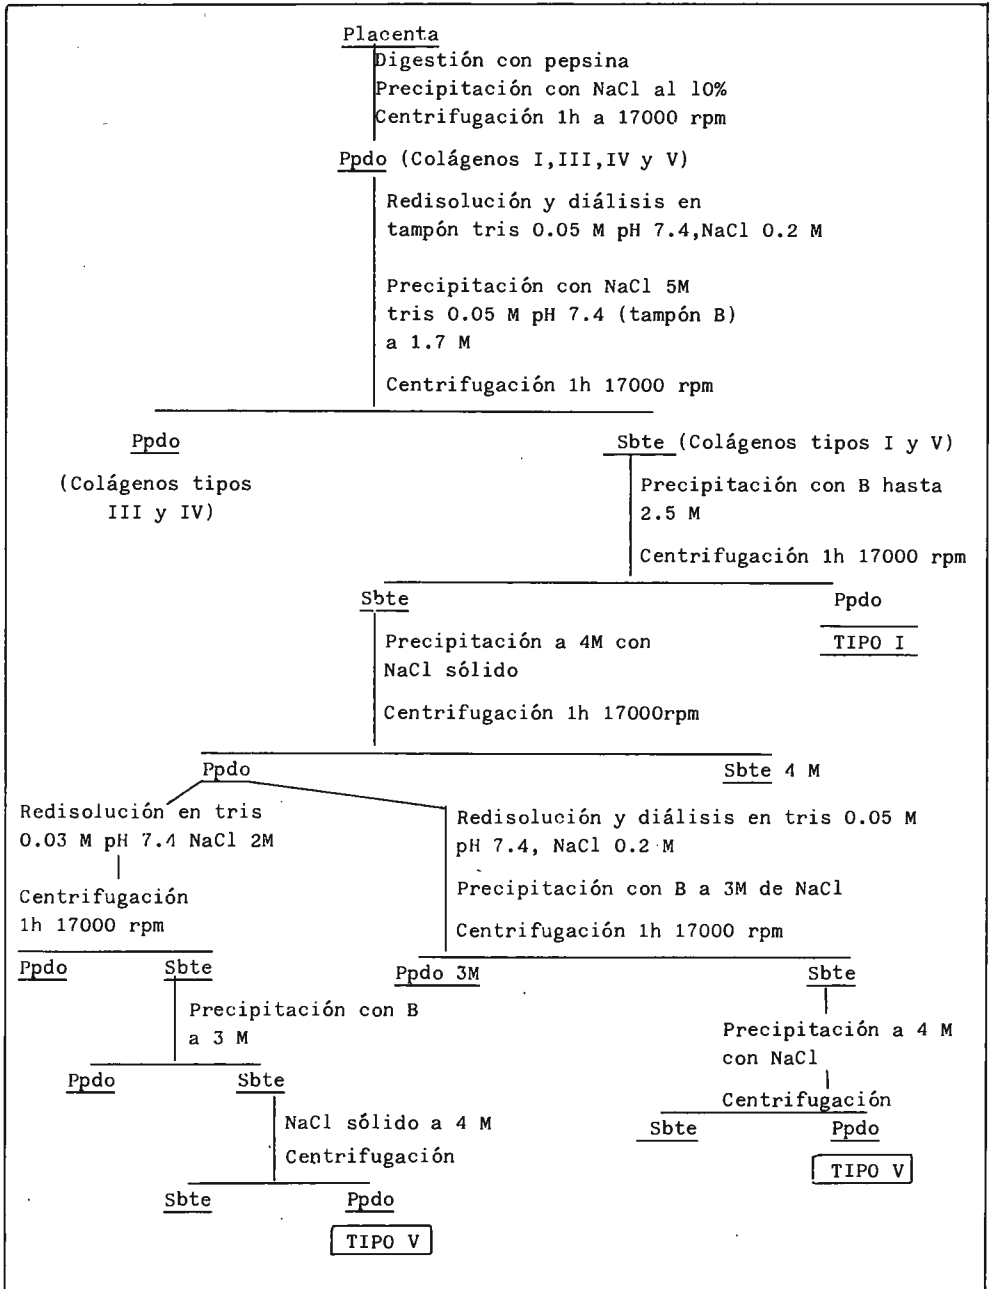 Placenta
Digestión con pepsina
Precipitación con NaCl al 10%
Centrifugación 1h a 17000 rpm
Ppdo (Colágenos I,III,IV y V)
Redisolución y diálisis en
tampón tris 0.05 M pH 7.4,NaCl 0.2 M
Precipitación con NaCl 5M
tris 0.05 M pH 7.4 (tampón B)
a 1.7 M
Centrifugación 1h 17000 rpm
Ppdo
(Colágenos tipos
III y IV)
Sbte (Colágenos tipos I y V)
Precipitación con B hasta
2.5 M
Centrifugación 1h 17000 rpm
Sbte
Ppdo
TIPO I
Precipitación a 4M con
NaCl sólido
Centrifugación 1h 17000rpm
Ppdo
Sbte 4 M
Redisolución en tris
0.03 M pH 7.4 NaCl 2M
Centrifugación
1h 17000 rpm
Redisolución y diálisis en tris 0.05 M
pH 7.4, NaCl 0.2 M
Precipitación con B a 3M de NaCl
Centrifugación 1h 17000 rpm
Ppdo
Sbte
Ppdo 3M
Sbte
Precipitación con B
a 3 M
Precipitación a 4 M
con NaCl
Centrifugación
Ppdo
Sbte
Sbte
Ppdo
TIPO V
NaCl sólido a 4 M
Centrifugación
Sbte
Ppdo
TIPO V